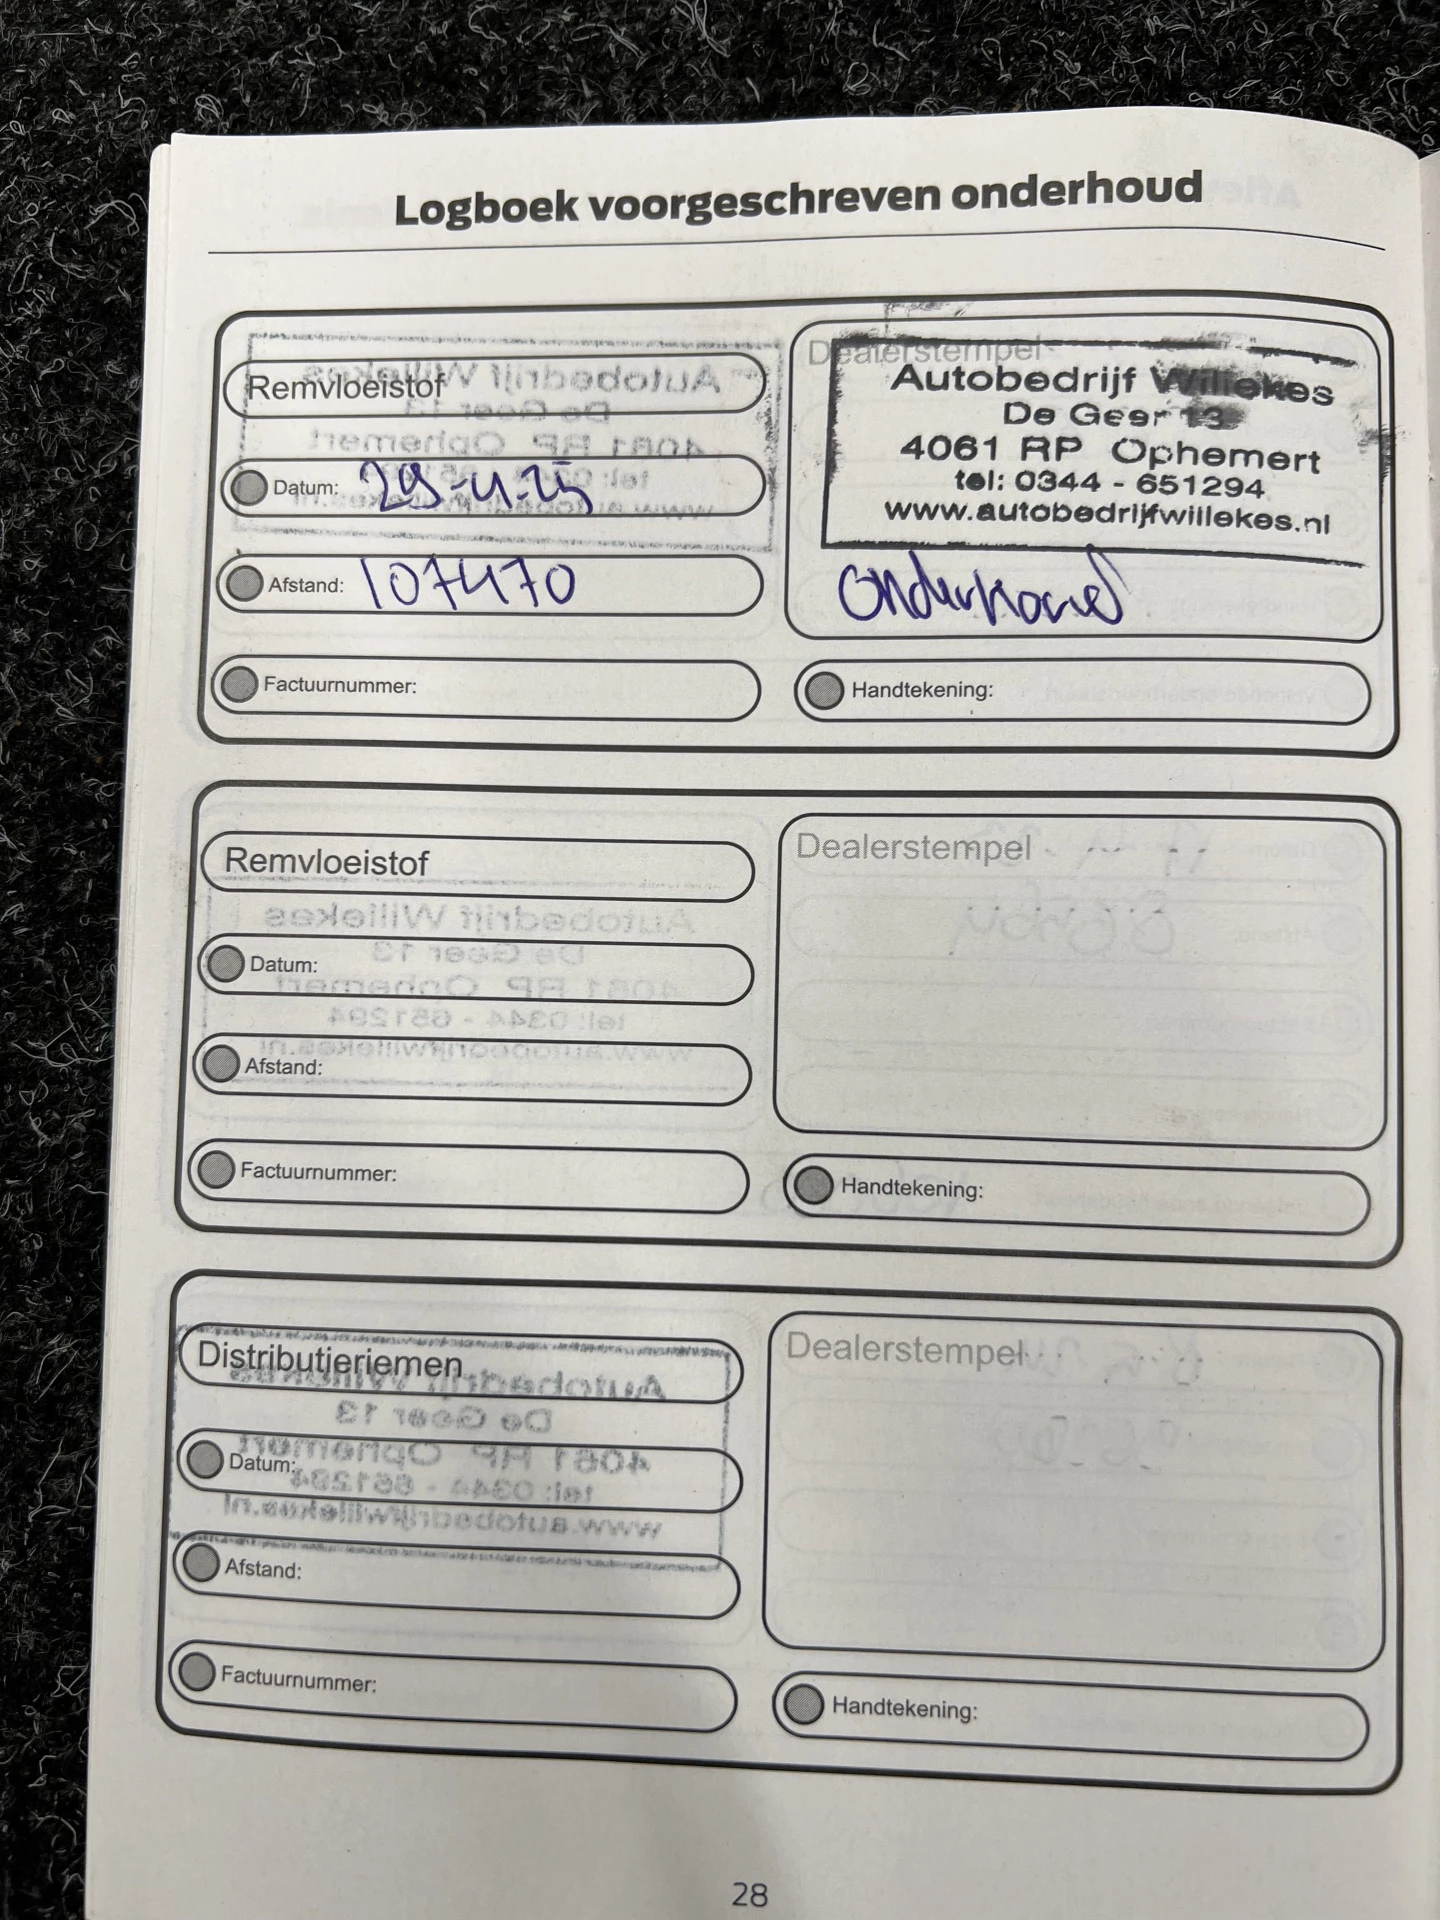 Logboek voorgeschreven onderhoud
Remvloeistof
Datum: 29-4-25
Afstand: 107470
Factuurnummer:
Dealerstempel
Autobedrijf Willekes
De Geer 13
4061 RP Ophemert
tel: 0344 - 651294
www.autobedrijfwillekes.nl
onderhoud
Handtekening:
Remvloeistof
Datum:
Afstand:
Factuurnummer:
Dealerstempel
Handtekening:
Distributieriemen
Datum:
Afstand:
Factuurnummer:
Dealerstempel
Handtekening:
28